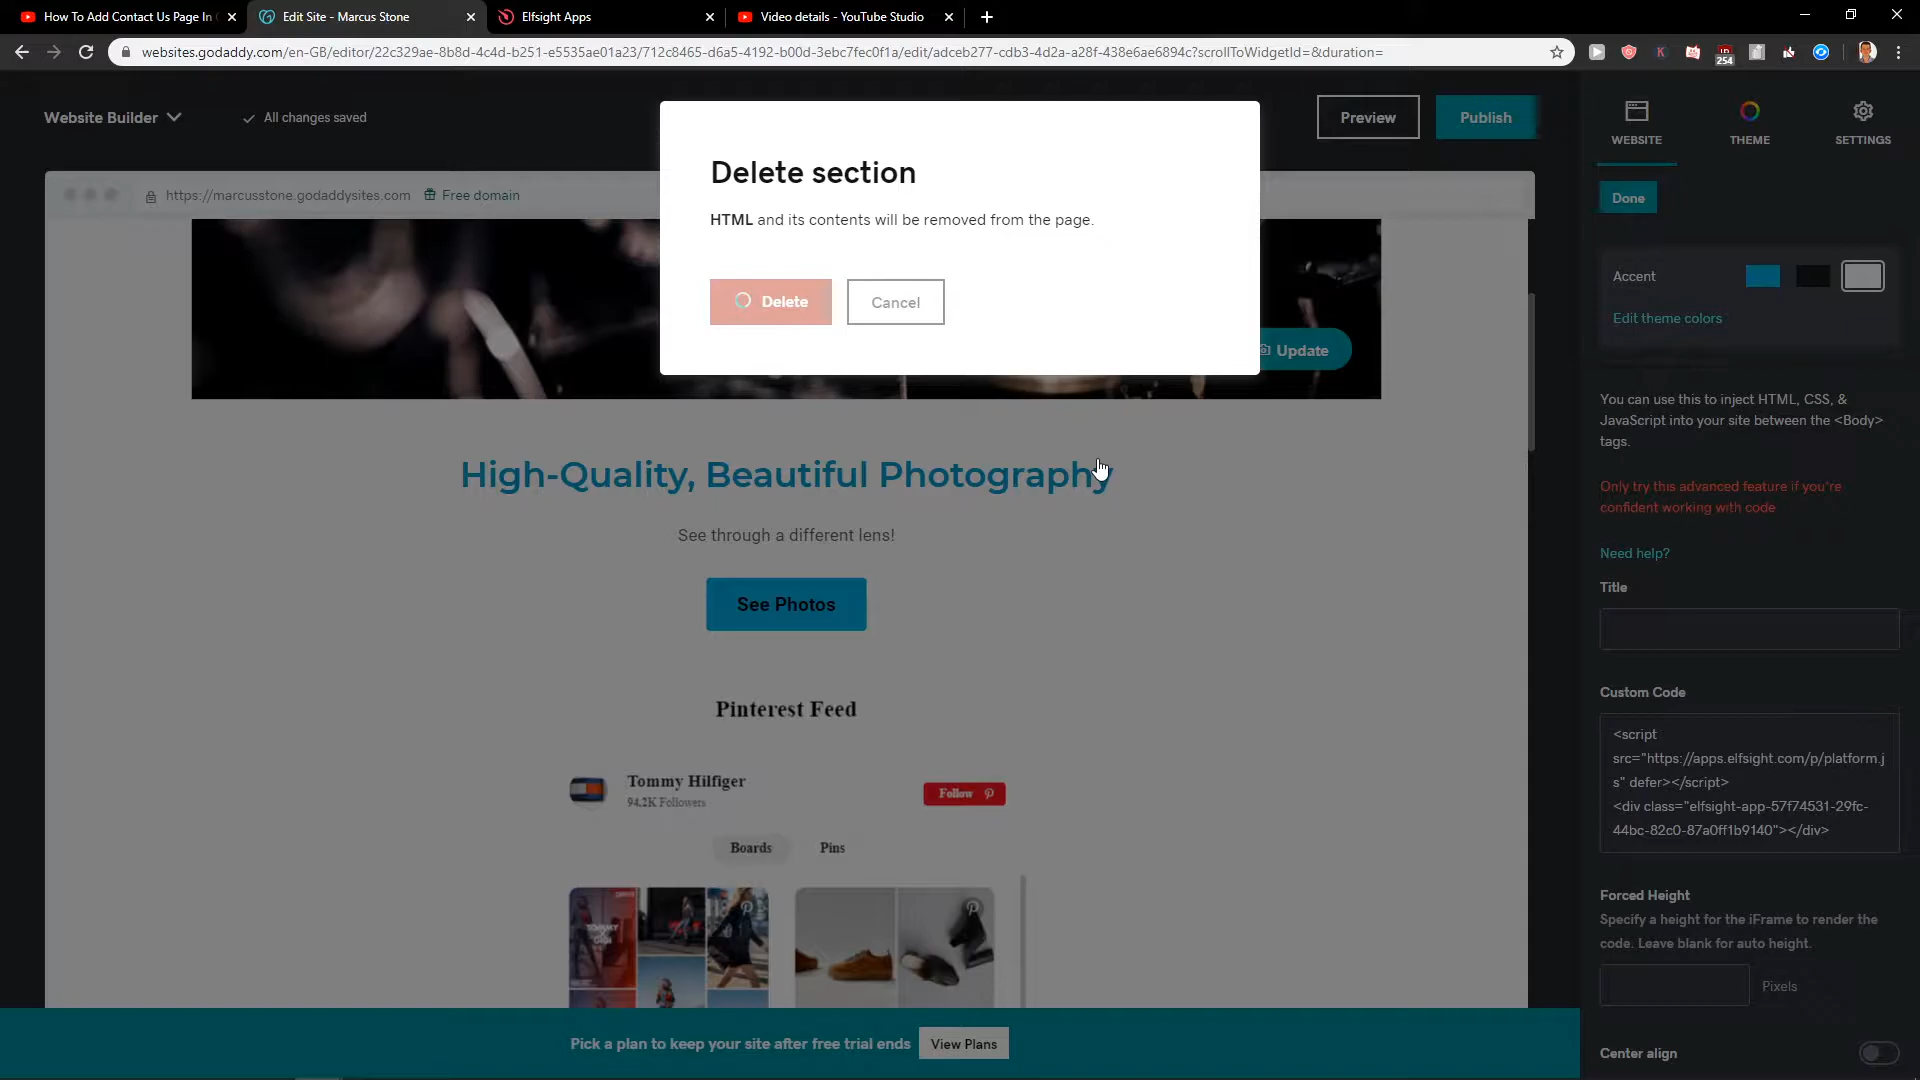 How To Add Contact Us Page In
Edit Site - Marcus Stone
Elfsight Apps
Video details - YouTube Studio
websites.godaddy.com/en-GB/editor/22c329ae-8b8d-4c4d-b251-e5535ae01a23/712c8465-d6a5-4192-b00d-3ebc7fec0f1a/edit/adceb277-cdb3-4d2a-a28f-438e6ae6894c?scrollToWidgetId=&duration=
254
Website Builder
All changes saved
Preview
Publish
WEBSITE
THEME
SETTINGS
https://marcusstone.godaddysites.com
Free domain
Delete section
HTML and its contents will be removed from the page.
Delete
Cancel
Update
High-Quality, Beautiful Photography
See through a different lens!
See Photos
Pinterest Feed
Tommy Hilfiger
94.2K Followers
Follow
Boards
Pins
Done
Accent
Edit theme colors
You can use this to inject HTML, CSS, &
JavaScript into your site between the <Body>
tags.
Only try this advanced feature if you're
confident working with code
Need help?
Title
Custom Code
<script
src="https://apps.elfsight.com/p/platform.j
s" defer></script>
<div class="elfsight-app-57f74531-29fc-
44bc-82c0-87a0ff1b9140"></div>
Forced Height
Specify a height for the iFrame to render the
code. Leave blank for auto height.
Pixels
Center align
Pick a plan to keep your site after free trial ends
View Plans